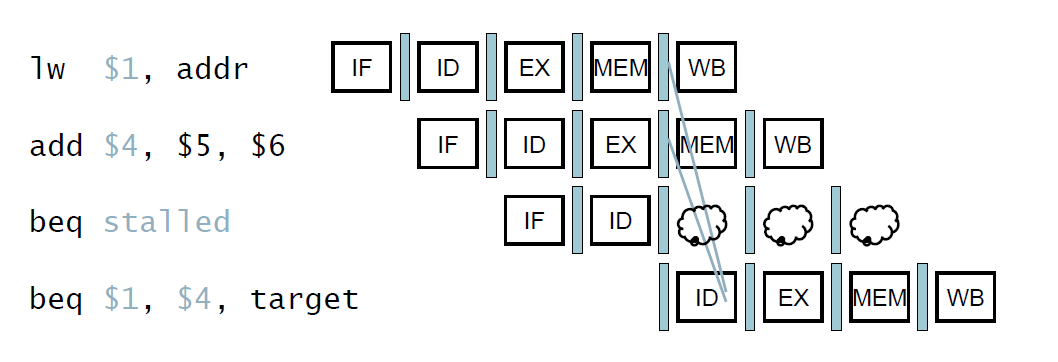 lw $1, addr IF ID EX MEM WB
add $4, $5, $6 IF ID EX MEM WB
beq stalled IF ID
beq $1, $4, target ID EX MEM WB